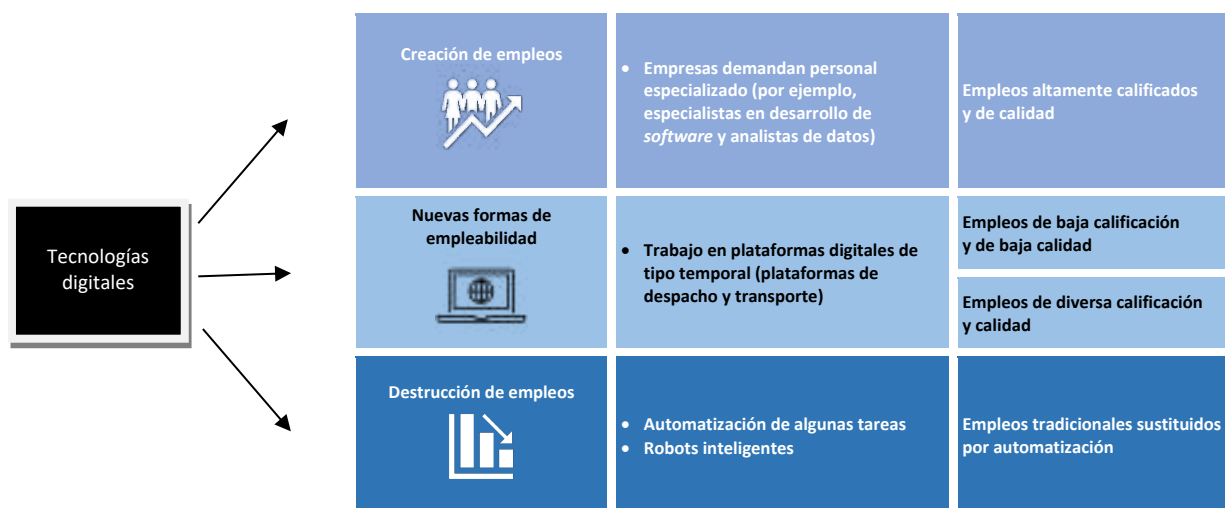 Tecnologías
digitales
Creación de empleos
• Empresas demandan personal
especializado (por ejemplo,
especialistas en desarrollo de
software y analistas de datos)
Empleos altamente calificados
y de calidad
Nuevas formas de
empleabilidad
• Trabajo en plataformas digitales de
tipo temporal (plataformas de
despacho y transporte)
Empleos de baja calificación
y de baja calidad
Empleos de diversa calificación
y calidad
Destrucción de empleos
• Automatización de algunas tareas
• Robots inteligentes
Empleos tradicionales sustituidos
por automatización